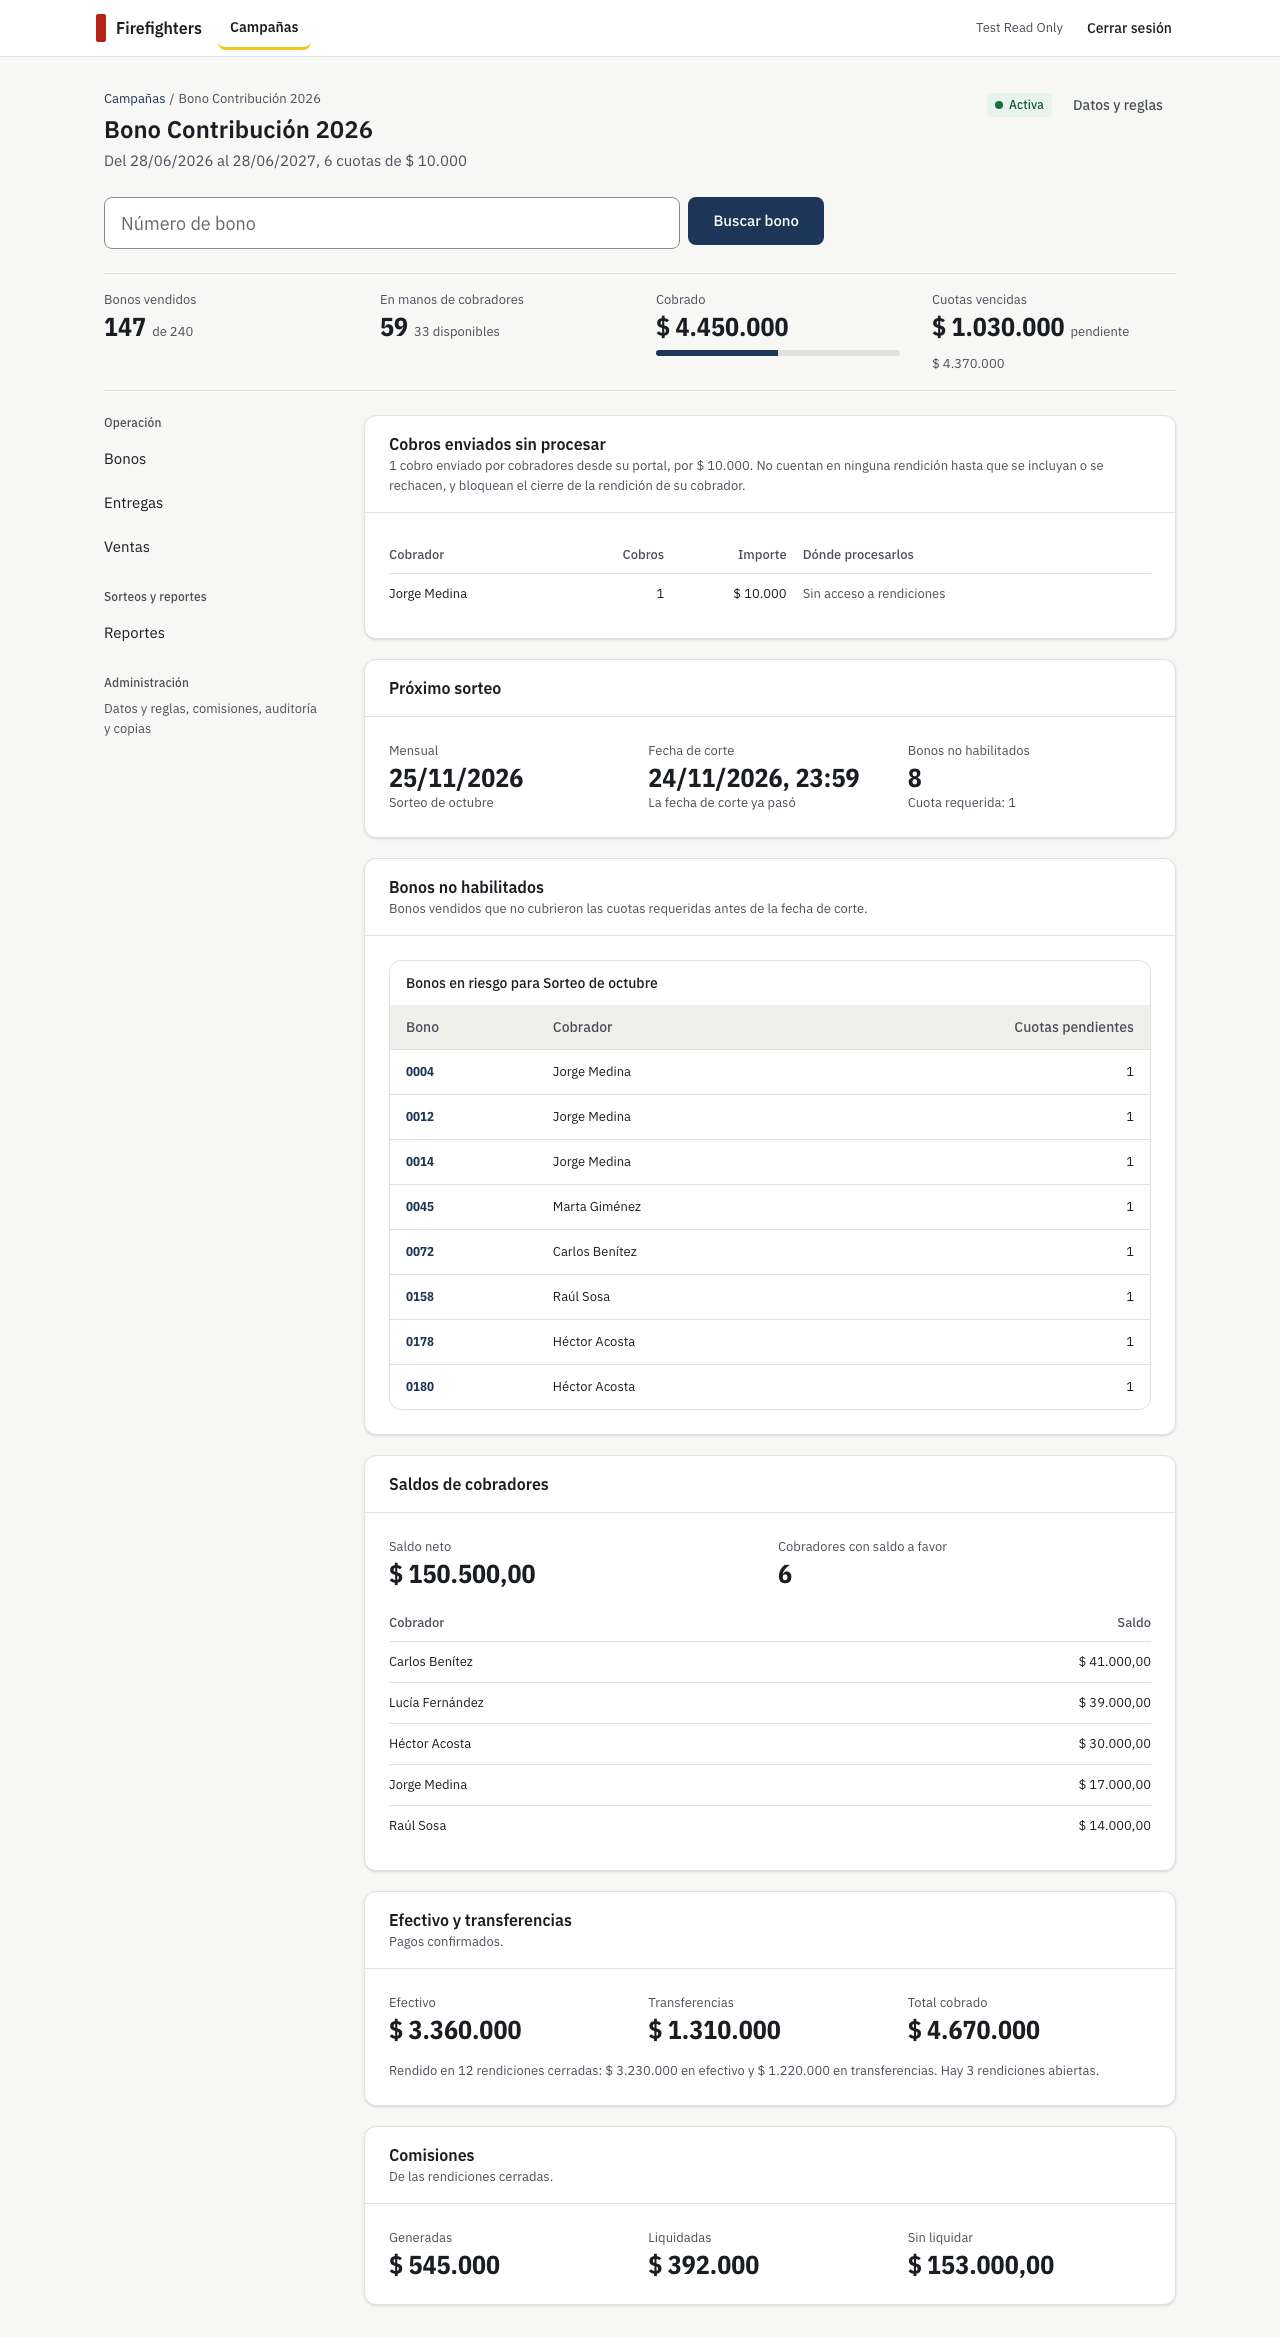 Firefighters
Campañas
Test Read Only
Cerrar sesión
Campañas / Bono Contribución 2026
Activa
Datos y reglas
Bono Contribución 2026
Del 28/06/2026 al 28/06/2027, 6 cuotas de $ 10.000
Número de bono
Buscar bono
Bonos vendidos
147 de 240
En manos de cobradores
59 33 disponibles
Cobrado
$ 4.450.000
Cuotas vencidas
$ 1.030.000 pendiente
$ 4.370.000
Operación
Bonos
Entregas
Ventas
Sorteos y reportes
Reportes
Administración
Datos y reglas, comisiones, auditoría
y copias
Cobros enviados sin procesar
1 cobro enviado por cobradores desde su portal, por $ 10.000. No cuentan en ninguna rendición hasta que se incluyan o se
rechacen, y bloquean el cierre de la rendición de su cobrador.
Cobrador Cobros Importe Dónde procesarlos
Jorge Medina 1 $ 10.000 Sin acceso a rendiciones
Próximo sorteo
Mensual
25/11/2026
Sorteo de octubre
Fecha de corte
24/11/2026, 23:59
La fecha de corte ya pasó
Bonos no habilitados
8
Cuota requerida: 1
Bonos no habilitados
Bonos vendidos que no cubrieron las cuotas requeridas antes de la fecha de corte.
Bonos en riesgo para Sorteo de octubre
Bono Cobrador Cuotas pendientes
0004 Jorge Medina 1
0012 Jorge Medina 1
0014 Jorge Medina 1
0045 Marta Giménez 1
0072 Carlos Benítez 1
0158 Raúl Sosa 1
0178 Héctor Acosta 1
0180 Héctor Acosta 1
Saldos de cobradores
Saldo neto
$ 150.500,00
Cobradores con saldo a favor
6
Cobrador Saldo
Carlos Benítez $ 41.000,00
Lucía Fernández $ 39.000,00
Héctor Acosta $ 30.000,00
Jorge Medina $ 17.000,00
Raúl Sosa $ 14.000,00
Efectivo y transferencias
Pagos confirmados.
Efectivo
$ 3.360.000
Transferencias
$ 1.310.000
Total cobrado
$ 4.670.000
Rendido en 12 rendiciones cerradas: $ 3.230.000 en efectivo y $ 1.220.000 en transferencias. Hay 3 rendiciones abiertas.
Comisiones
De las rendiciones cerradas.
Generadas
$ 545.000
Liquidadas
$ 392.000
Sin liquidar
$ 153.000,00